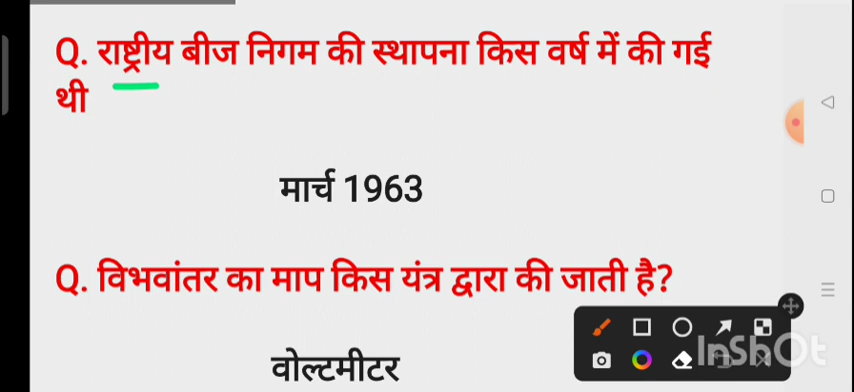 Q. राष्ट्रीय बीज निगम की स्थापना किस वर्ष में की गई
थी
मार्च 1963
Q. विभवांतर का माप किस यंत्र द्वारा की जाती है?
वोल्टमीटर
InShOt